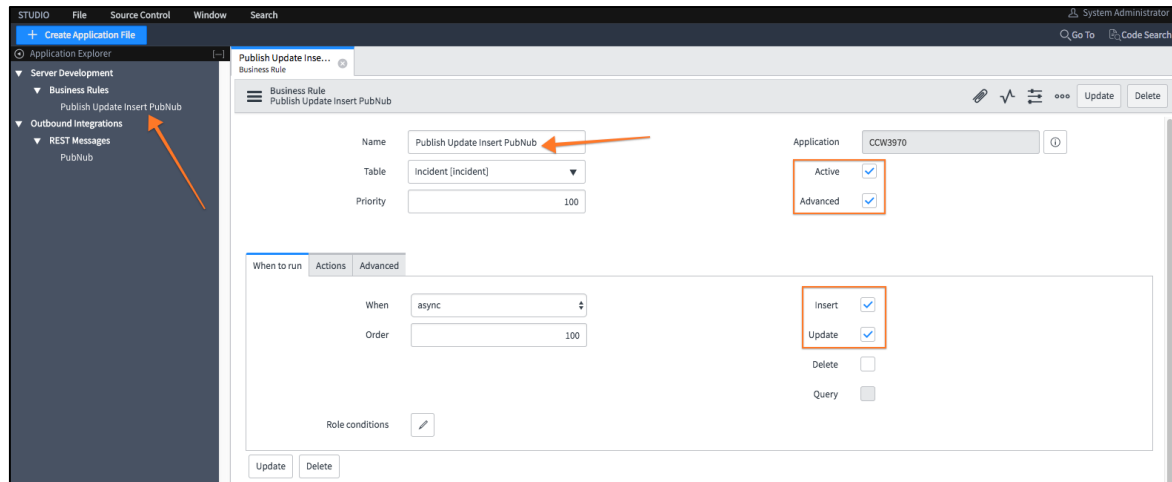 STUDIO File Source Control Window Search System Administrator
+ Create Application File Go To Code Search
Application Explorer [—]
Publish Update Inse...
Business Rule
Server Development
Business Rules
Publish Update Insert PubNub
Outbound Integrations
REST Messages
PubNub
Business Rule
Publish Update Insert PubNub
Update Delete
Name Publish Update Insert PubNub Application CCW3970
Table Incident [incident] Active
Priority 100 Advanced
When to run Actions Advanced
When async Insert
Order 100 Update
Delete
Query
Role conditions
Update Delete